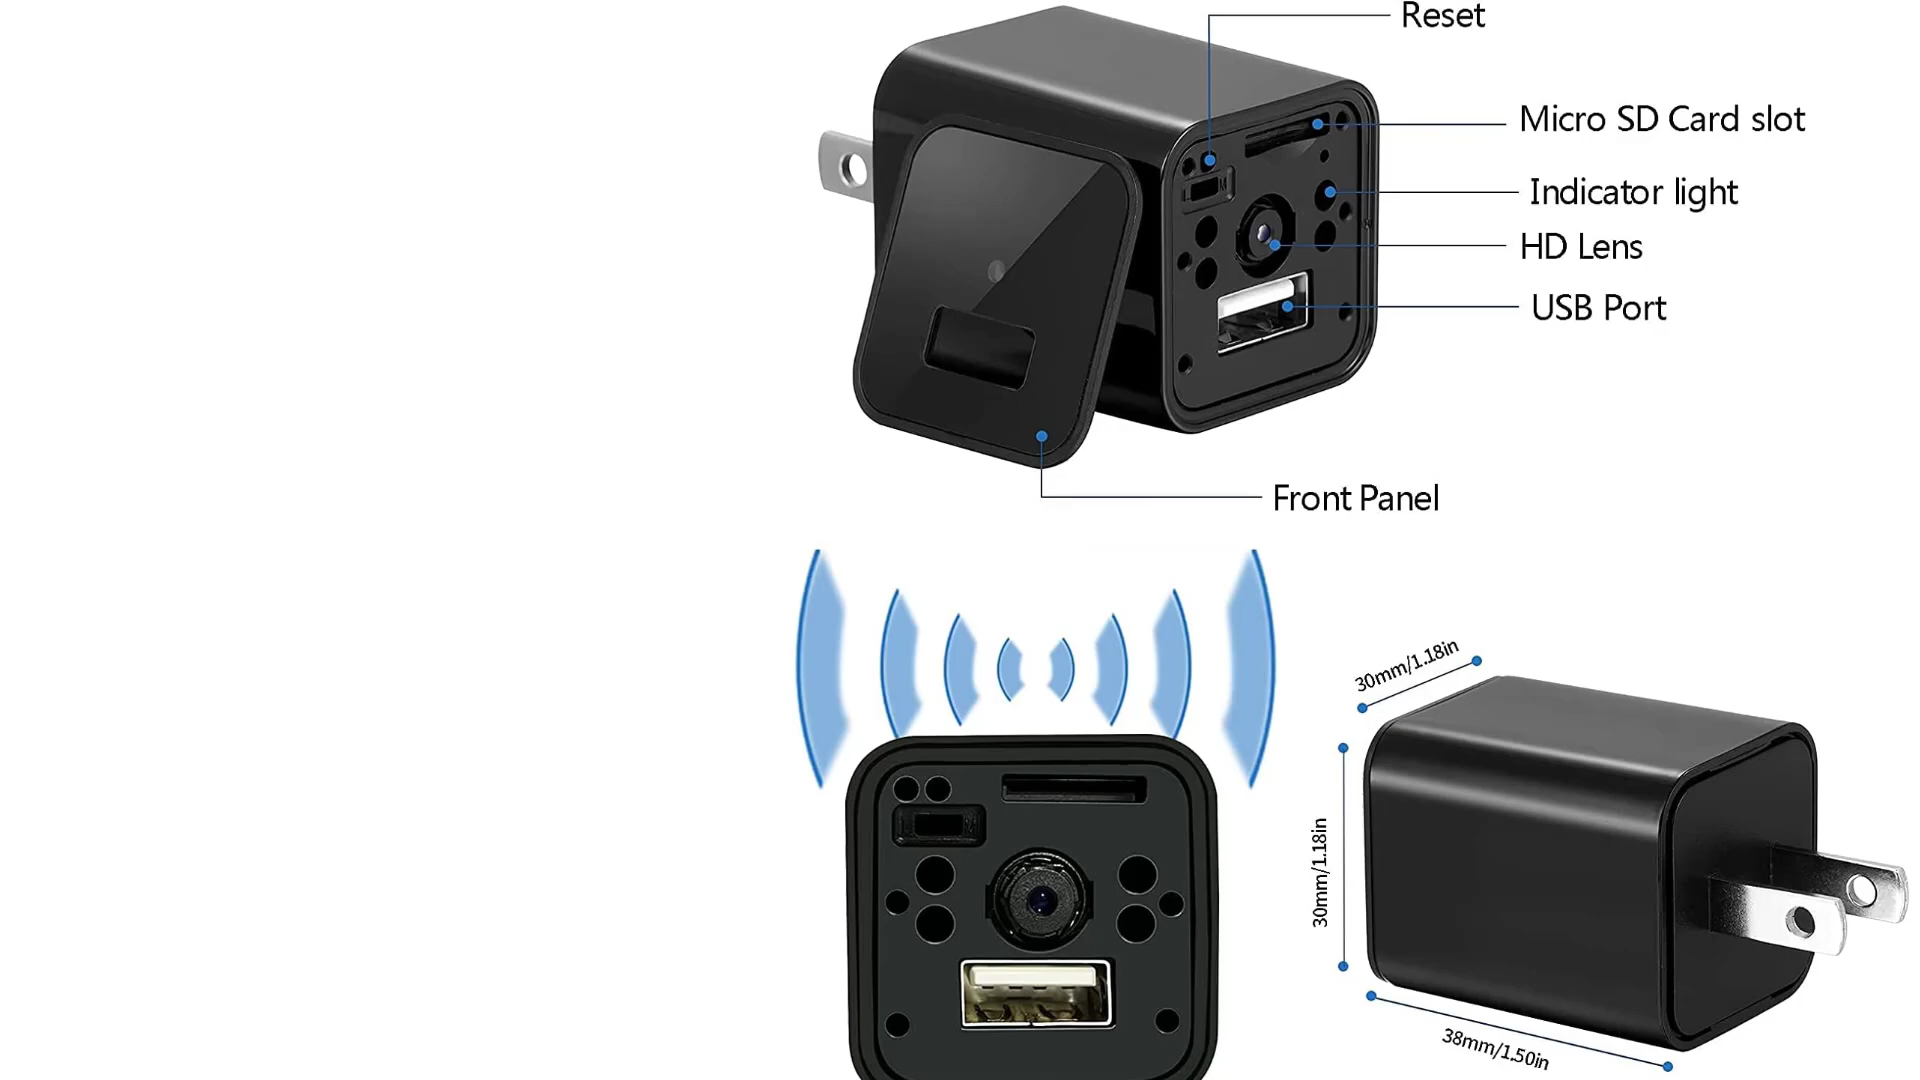 Reset
Micro SD Card slot
Indicator light
HD Lens
USB Port
Front Panel
30mm/1.18in
30mm/1.18in
38mm/1.50in